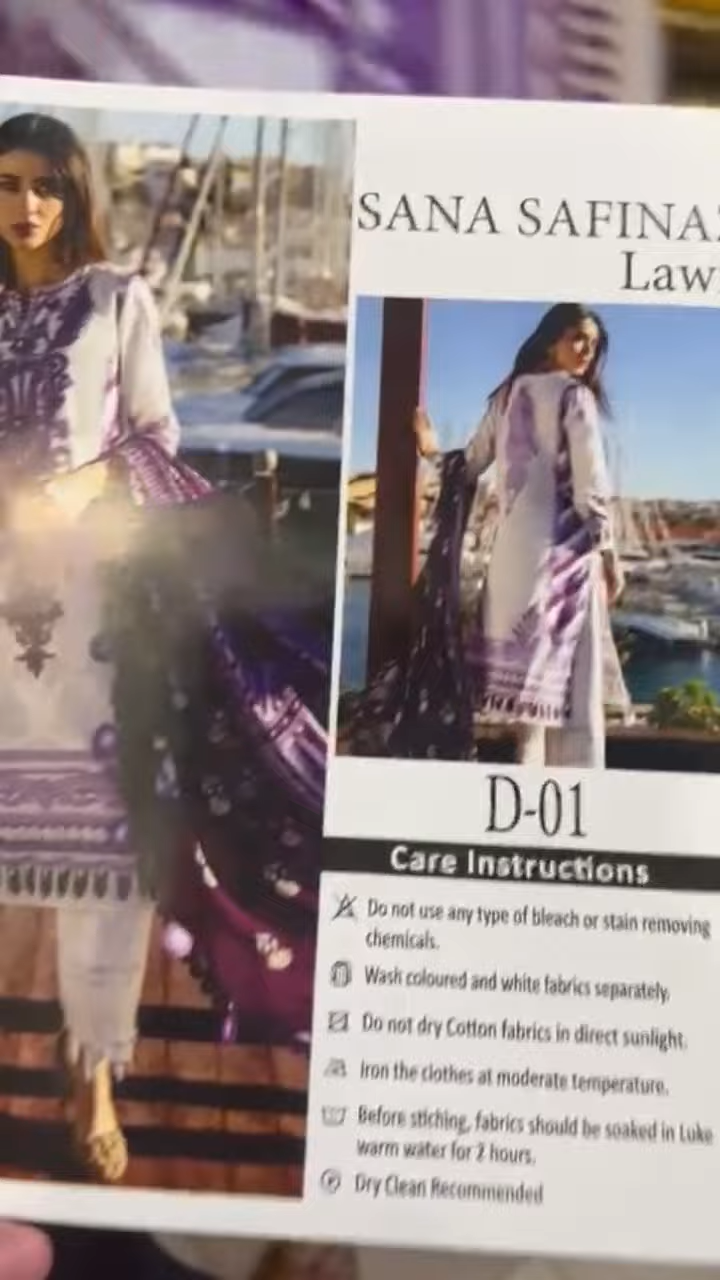 SANA SAFINA
Law
D-01
Care Instructions
Do not use any type of bleach or stain removing
chemicals.
Wash coloured and white fabrics separately.
Do not dry Cotton fabrics in direct sunlight.
Iron the clothes at moderate temperature.
Before stiching, fabrics should be soaked in Luke
warm water for 2 hours.
Dry Clean Recommended